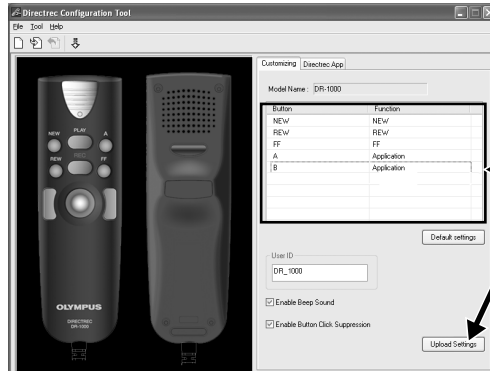 Directrec Configuration Tool
File Tool Help
Customizing Directrec App
Model Name : DR-1000
Button Function
NEW NEW
REW REW
FF FF
A Application
B Application
Default settings
User ID
DR_1000
Enable Beep Sound
Enable Button Click Suppression
Upload Settings
NEW PLAY A
REW REC FF
OLYMPUS
DIRECTREC
DR-1000